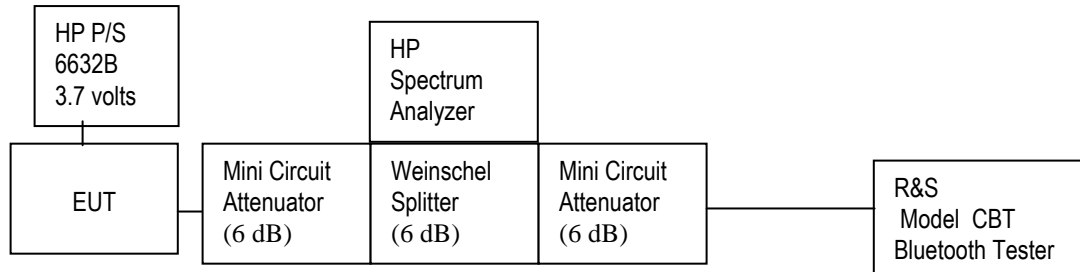 HP P/S
6632B
3.7 volts
HP
Spectrum
Analyzer
EUT
Mini Circuit
Attenuator
(6 dB)
Weinschel
Splitter
(6 dB)
Mini Circuit
Attenuator
(6 dB)
R&S
Model CBT
Bluetooth Tester